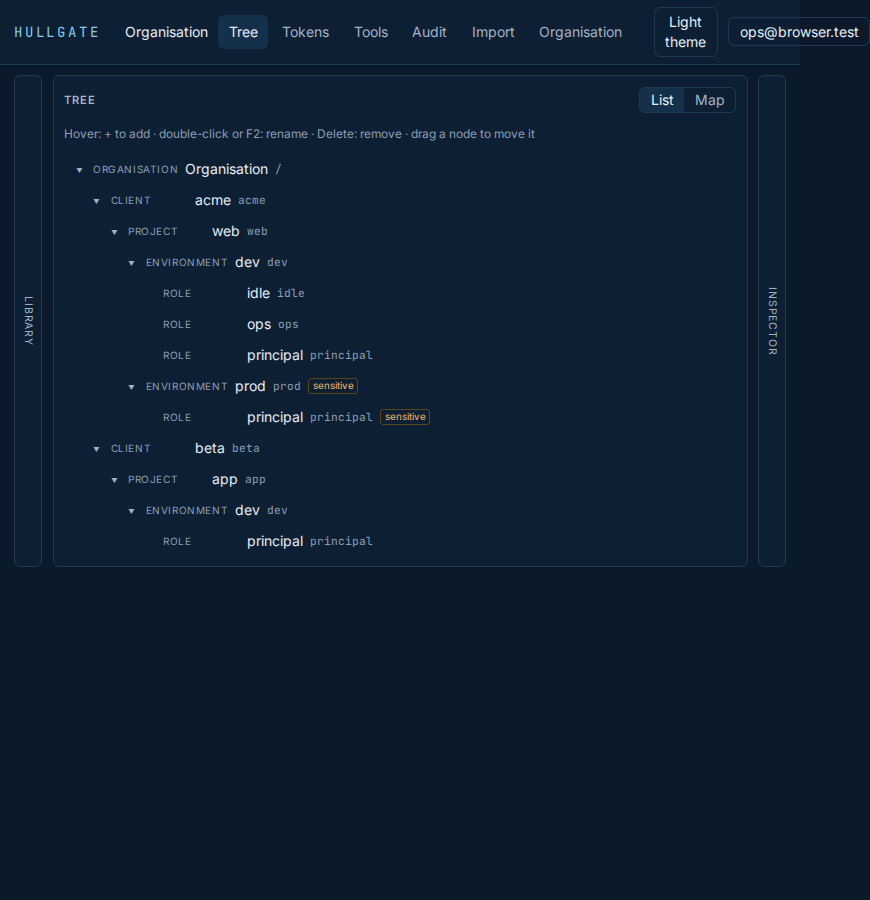 HULLGATE Organisation Tree Tokens Tools Audit Import Organisation Light theme ops@browser.test
LIBRARY
TREE List Map
Hover: + to add · double-click or F2: rename · Delete: remove · drag a node to move it
▾ ORGANISATION Organisation /
▾ CLIENT acme acme
▾ PROJECT web web
▾ ENVIRONMENT dev dev
ROLE idle idle
ROLE ops ops
ROLE principal principal
▾ ENVIRONMENT prod prod sensitive
ROLE principal principal sensitive
▾ CLIENT beta beta
▾ PROJECT app app
▾ ENVIRONMENT dev dev
ROLE principal principal
INSPECTOR